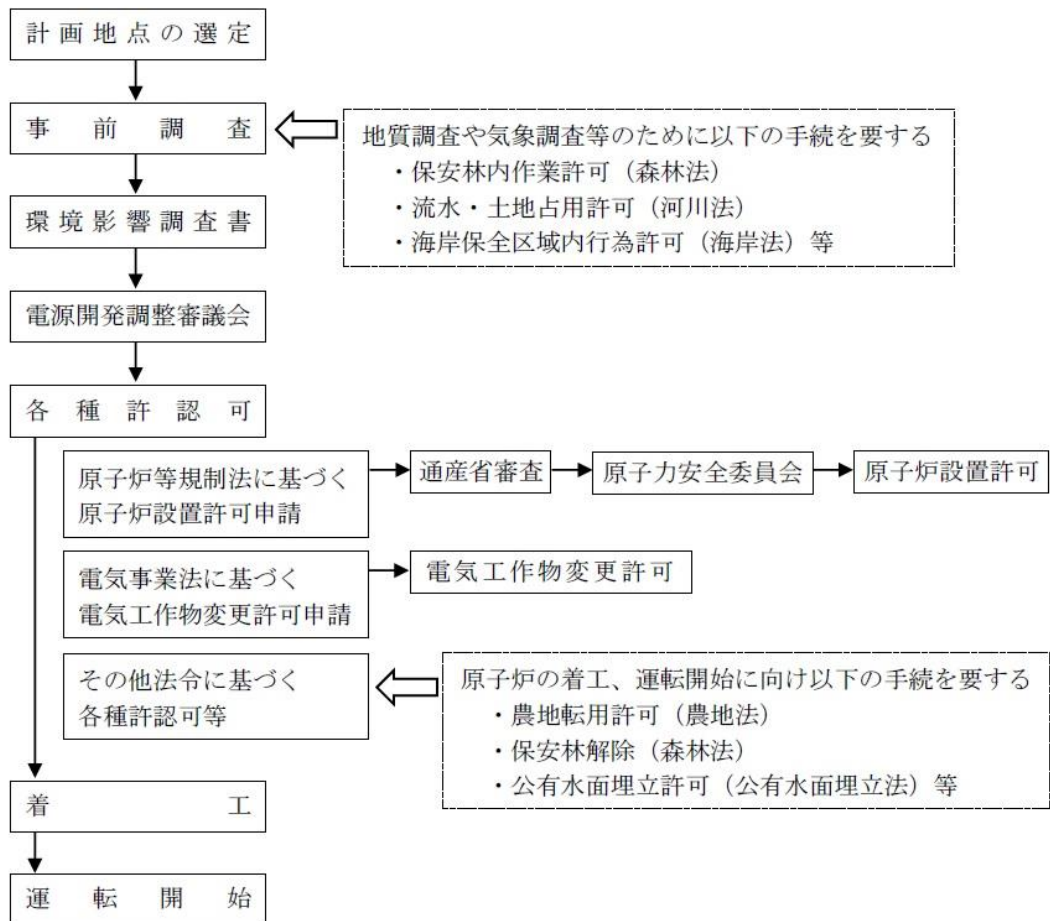 計画地点の選定
事前調査
地質調査や気象調査等のために以下の手続を要する
・保安林内作業許可（森林法）
・流水・土地占用許可（河川法）
・海岸保全区域内行為許可（海岸法）等
環境影響調査書
電源開発調整審議会
各種許認可
原子炉等規制法に基づく
原子炉設置許可申請
通産省審査
原子力安全委員会
原子炉設置許可
電気事業法に基づく
電気工作物変更許可申請
電気工作物変更許可
その他法令に基づく
各種許認可等
原子炉の着工、運転開始に向け以下の手続を要する
・農地転用許可（農地法）
・保安林解除（森林法）
・公有水面埋立許可（公有水面埋立法）等
着工
運転開始